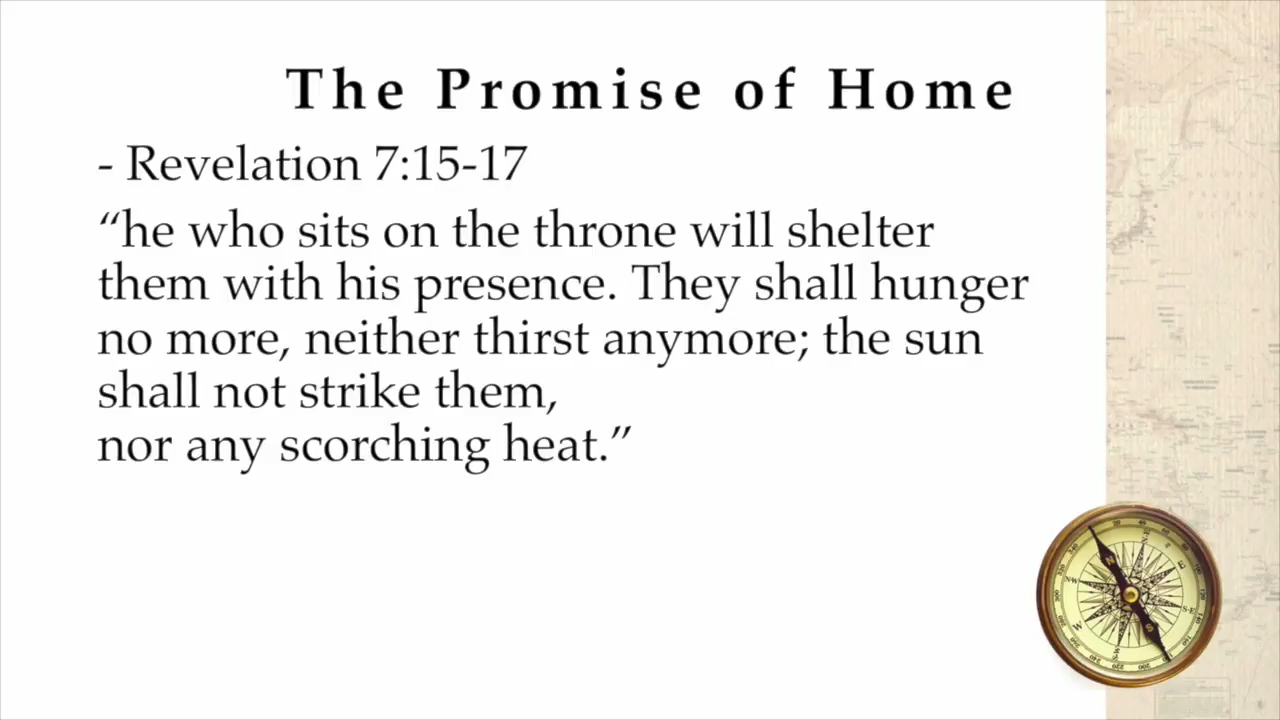 The Promise of Home
- Revelation 7:15-17
“he who sits on the throne will shelter
them with his presence. They shall hunger
no more, neither thirst anymore; the sun
shall not strike them,
nor any scorching heat.”